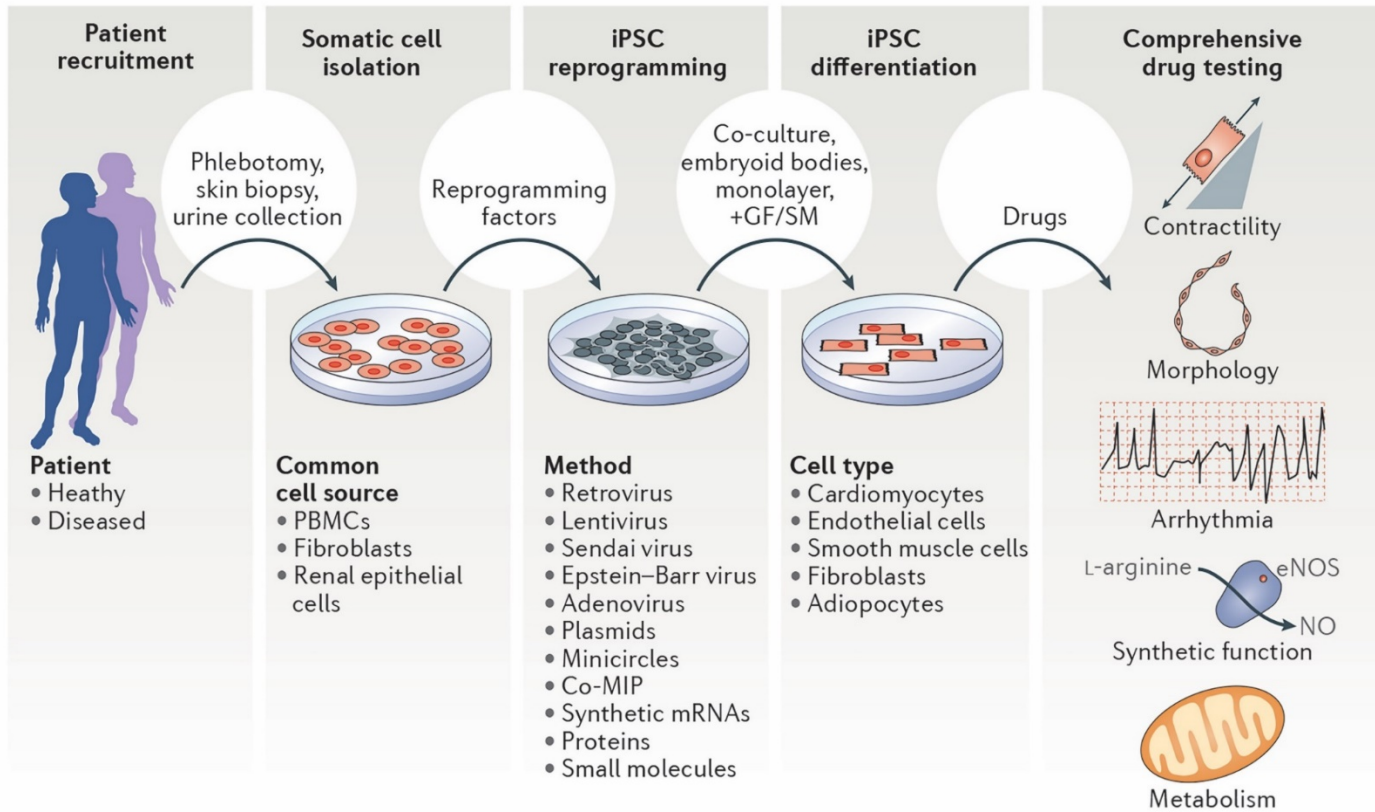 Patient
recruitment
Somatic cell
isolation
iPSC
reprogramming
iPSC
differentiation
Comprehensive
drug testing
Phlebotomy,
skin biopsy,
urine collection
Reprogramming
factors
Co-culture,
embryoid bodies,
monolayer,
+GF/SM
Drugs
Patient
• Heathy
• Diseased
Common
cell source
• PBMCs
• Fibroblasts
• Renal epithelial
cells
Method
• Retrovirus
• Lentivirus
• Sendai virus
• Epstein–Barr virus
• Adenovirus
• Plasmids
• Minicircles
• Co-MIP
• Synthetic mRNAs
• Proteins
• Small molecules
Cell type
• Cardiomyocytes
• Endothelial cells
• Smooth muscle cells
• Fibroblasts
• Adiopocytes
Contractility
Morphology
Arrhythmia
L-arginine
eNOS
NO
Synthetic function
Metabolism